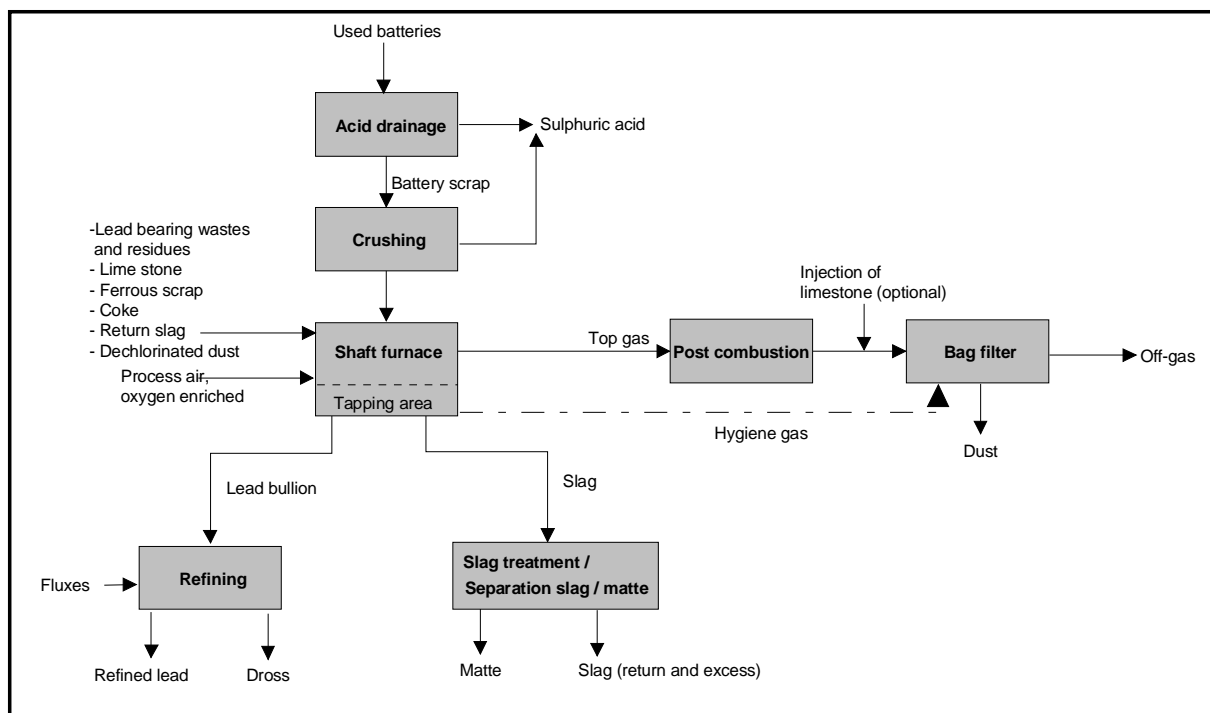 Used batteries
Acid drainage
Sulphuric acid
Battery scrap
Crushing
-Lead bearing wastes
and residues
- Lime stone
- Ferrous scrap
- Coke
- Return slag
- Dechlorinated dust
Process air,
oxygen enriched
Shaft furnace
Tapping area
Top gas
Post combustion
Injection of
limestone (optional)
Bag filter
Off-gas
Hygiene gas
Dust
Lead bullion
Slag
Fluxes
Refining
Slag treatment /
Separation slag / matte
Refined lead
Dross
Matte
Slag (return and excess)